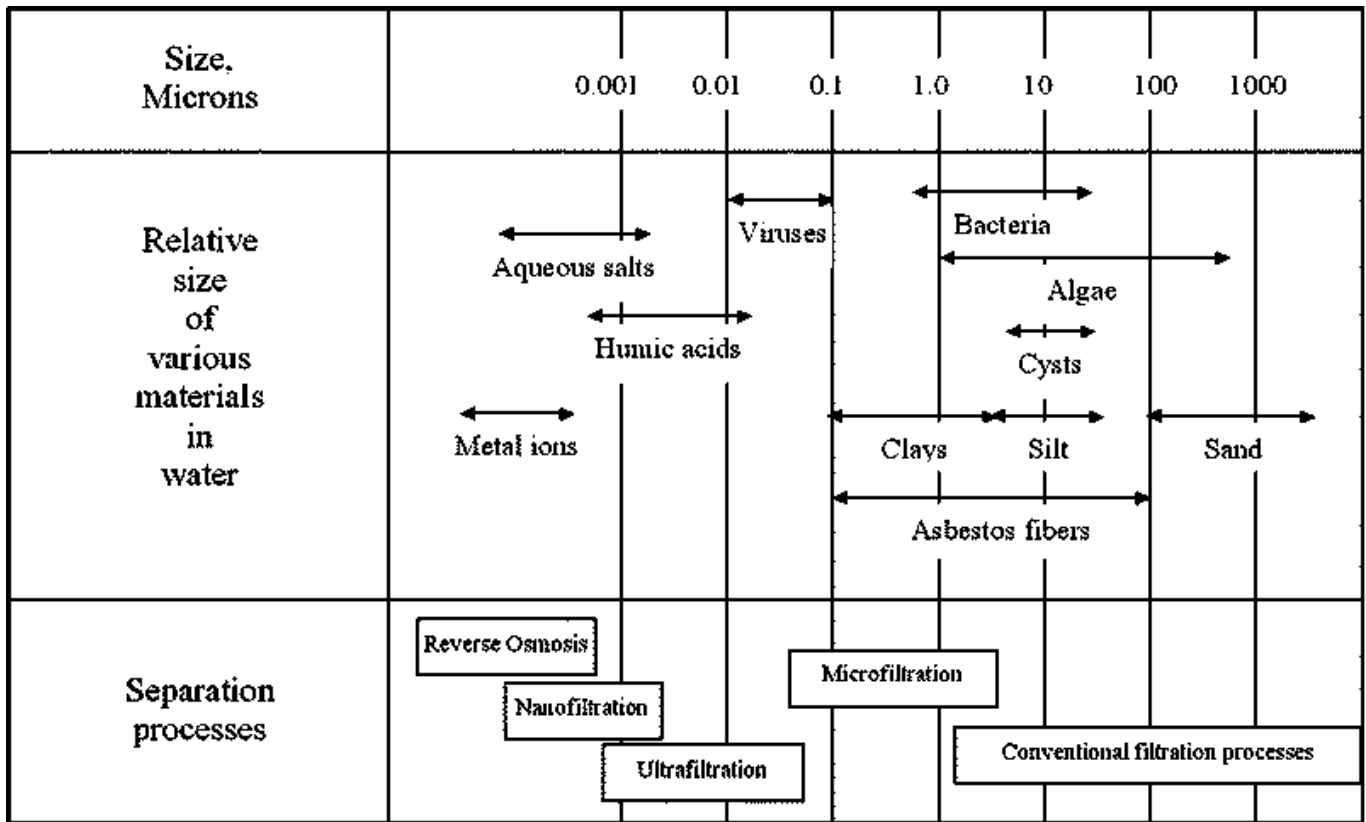 Size,
Microns
0.001 0.01 0.1 1.0 10 100 1000
Relative
size
of
various
materials
in
water
Viruses
Bacteria
Aqueous salts
Algae
Humic acids
Cysts
Metal ions
Clays
Silt
Sand
Asbestos fibers
Separation
processes
Reverse Osmosis
Microfiltration
Nanofiltration
Conventional filtration processes
Ultrafiltration